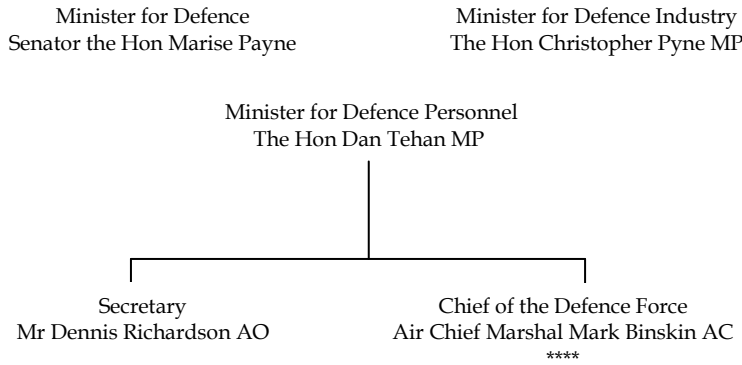 Minister for Defence
Senator the Hon Marise Payne
Minister for Defence Industry
The Hon Christopher Pyne MP
Minister for Defence Personnel
The Hon Dan Tehan MP
Secretary
Mr Dennis Richardson AO
Chief of the Defence Force
Air Chief Marshal Mark Binskin AC
****